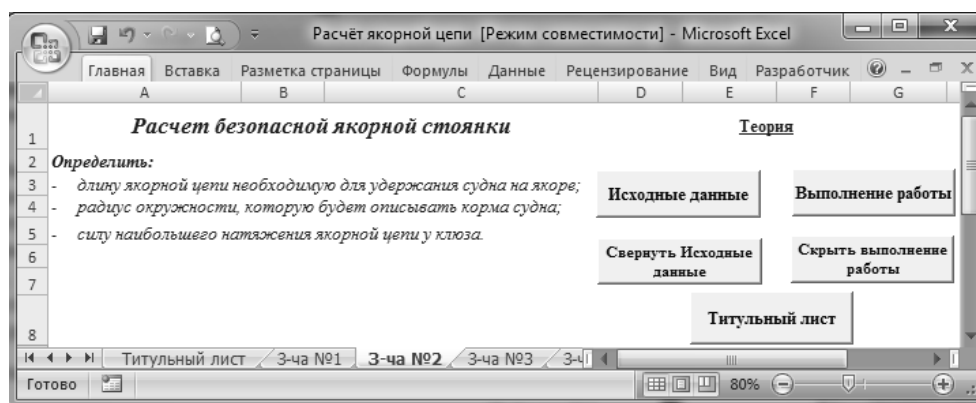 Расчёт якорной цепи [Режим совместимости] - Microsoft Excel
Главная Вставка Разметка страницы Формулы Данные Рецензирование Вид Разработчик
A B C D E F G
1 Расчет безопасной якорной стоянки Теория
2 Определить:
3 - длину якорной цепи необходимую для удержания судна на якоре;
Исходные данные Выполнение работы
4 - радиус окружности, которую будет описывать корма судна;
5 - силу наибольшего натяжения якорной цепи у клюза.
6 Свернуть Исходные данные Скрыть выполнение работы
7
Титульный лист
8
Титульный лист З-ча №1 З-ча №2 З-ча №3 З-ч
Готово 80%